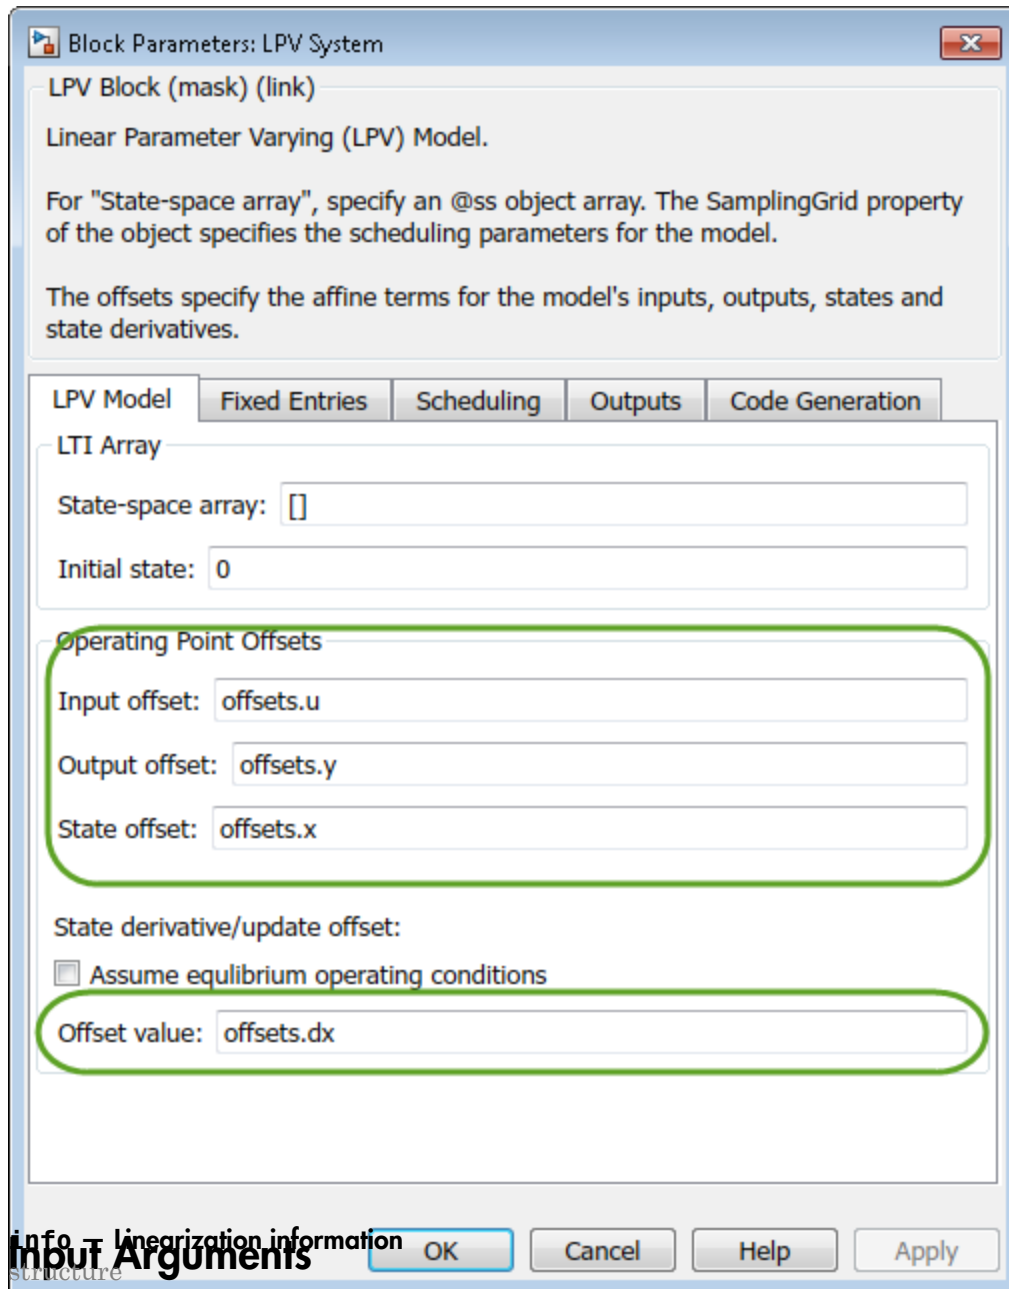 Block Parameters: LPV System
LPV Block (mask) (link)
Linear Parameter Varying (LPV) Model.
For "State-space array", specify an @ss object array. The SamplingGrid property
of the object specifies the scheduling parameters for the model.
The offsets specify the affine terms for the model's inputs, outputs, states and
state derivatives.
LPV Model Fixed Entries Scheduling Outputs Code Generation
LTI Array
State-space array: []
Initial state: 0
Operating Point Offsets
Input offset: offsets.u
Output offset: offsets.y
State offset: offsets.x
State derivative/update offset:
Assume equlibrium operating conditions
Offset value: offsets.dx
info — Linearization information
Input Arguments
structure
OK Cancel Help Apply